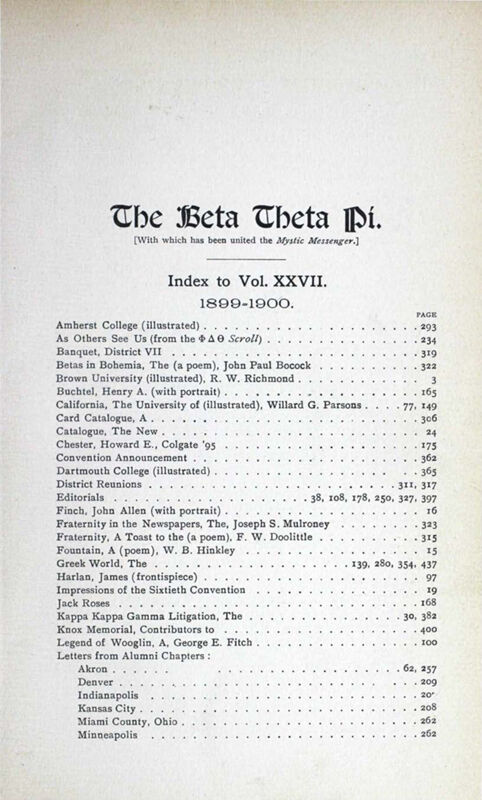 The Beta Theta Pi.
[With which has been united the Mystic Messenger.]
Index to Vol. XXVII.
1899-1900.
PAGE
Amherst College (illustrated) . . . . . . . . . . . . . . . . . . . . 293
As Others See Us (from the Φ Δ Θ Scroll) . . . . . . . . . . . . . . . 234
Banquet, District VII . . . . . . . . . . . . . . . . . . . . . . . 319
Betas in Bohemia, The (a poem), John Paul Bocock . . . . . . . . . . . 322
Brown University (illustrated), R. W. Richmond . . . . . . . . . . . . 3
Buchtel, Henry A. (with portrait) . . . . . . . . . . . . . . . . . . 165
California, The University of (illustrated), Willard G. Parsons . . . . 77, 149
Card Catalogue, A . . . . . . . . . . . . . . . . . . . . . . . . . 306
Catalogue, The New . . . . . . . . . . . . . . . . . . . . . . . . 24
Chester, Howard E., Colgate '95 . . . . . . . . . . . . . . . . . . . 175
Convention Announcement . . . . . . . . . . . . . . . . . . . . . . 362
Dartmouth College (illustrated) . . . . . . . . . . . . . . . . . . . 365
District Reunions . . . . . . . . . . . . . . . . . . . . . . . 311, 317
Editorials . . . . . . . . . . . . . . . . . . 38, 108, 178, 250, 327, 397
Finch, John Allen (with portrait) . . . . . . . . . . . . . . . . . . 16
Fraternity in the Newspapers, The, Joseph S. Mulroney . . . . . . . . 323
Fraternity, A Toast to the (a poem), F. W. Doolittle . . . . . . . . . 315
Fountain, A (poem), W. B. Hinkley . . . . . . . . . . . . . . . . . . 15
Greek World, The . . . . . . . . . . . . . . . . . . 139, 280, 354, 437
Harlan, James (frontispiece) . . . . . . . . . . . . . . . . . . . . 97
Impressions of the Sixtieth Convention . . . . . . . . . . . . . . . . 19
Jack Roses . . . . . . . . . . . . . . . . . . . . . . . . . . . . 168
Kappa Kappa Gamma Litigation, The . . . . . . . . . . . . . . . . 30, 382
Knox Memorial, Contributors to . . . . . . . . . . . . . . . . . . . 400
Legend of Wooglin, A, George E. Fitch . . . . . . . . . . . . . . . . 100
Letters from Alumni Chapters :
Akron . . . . . . . . . . . . . . . . . . . . . . . . . . . 62, 257
Denver . . . . . . . . . . . . . . . . . . . . . . . . . . . . 209
Indianapolis . . . . . . . . . . . . . . . . . . . . . . . . .
Kansas City . . . . . . . . . . . . . . . . . . . . . . . . . . 208
Miami County, Ohio . . . . . . . . . . . . . . . . . . . . . . . 262
Minneapolis . . . . . . . . . . . . . . . . . . . . . . . . . . 262